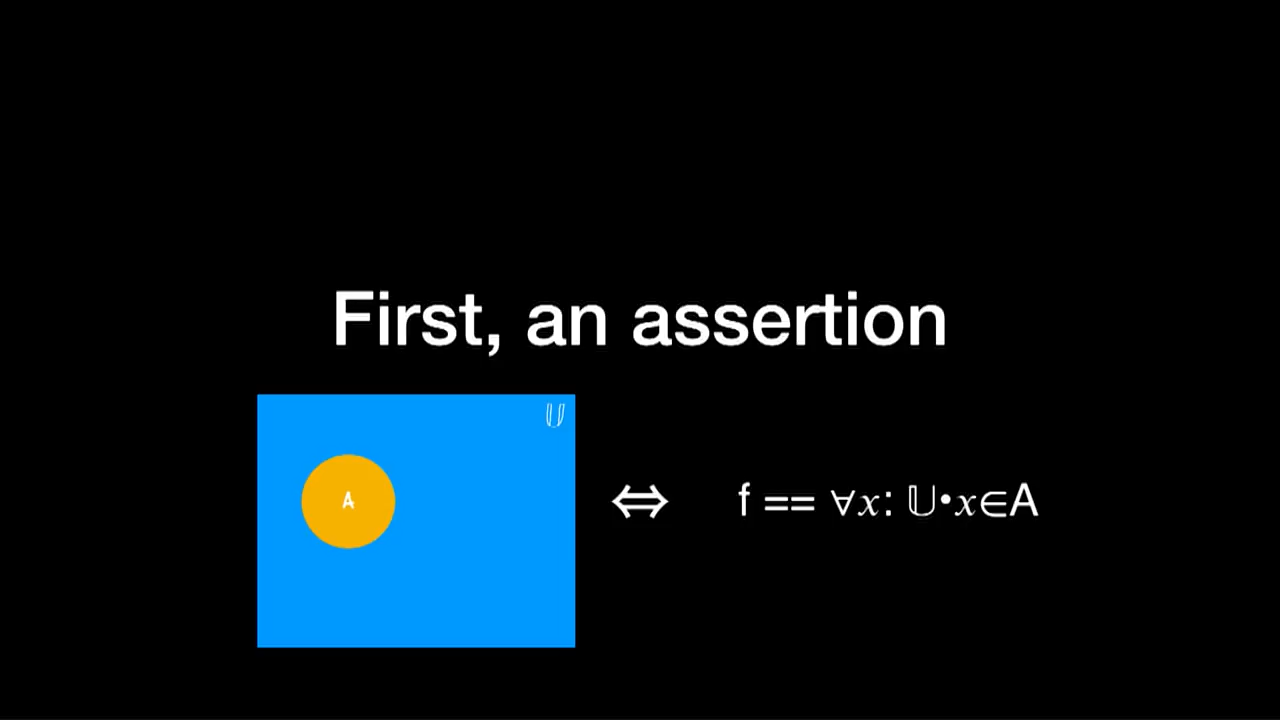 First, an assertion
𝕌
A
⇔ f == ∀x: 𝕌•x∈A